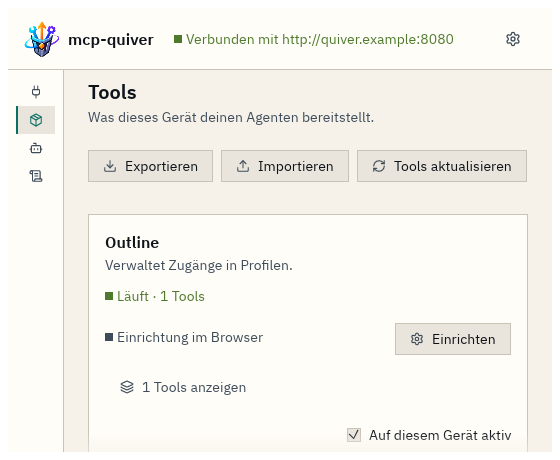 mcp-quiver
Verbunden mit http://quiver.example:8080
Tools
Was dieses Gerät deinen Agenten bereitstellt.
Exportieren
Importieren
Tools aktualisieren
Outline
Verwaltet Zugänge in Profilen.
Läuft · 1 Tools
Einrichtung im Browser
Einrichten
1 Tools anzeigen
Auf diesem Gerät aktiv